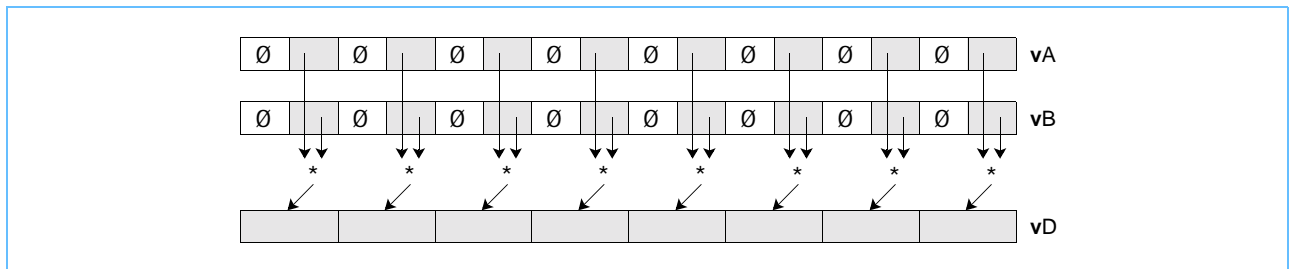 Ø Ø Ø Ø Ø Ø Ø Ø vA
Ø Ø Ø Ø Ø Ø Ø Ø vB
* * * * * * * *
vD